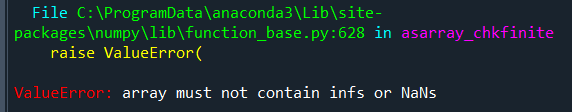 File C:\ProgramData\anaconda3\Lib\site-
packages\numpy\lib\function_base.py:628 in asarray_chkfinite
raise ValueError(
ValueError: array must not contain infs or NaNs